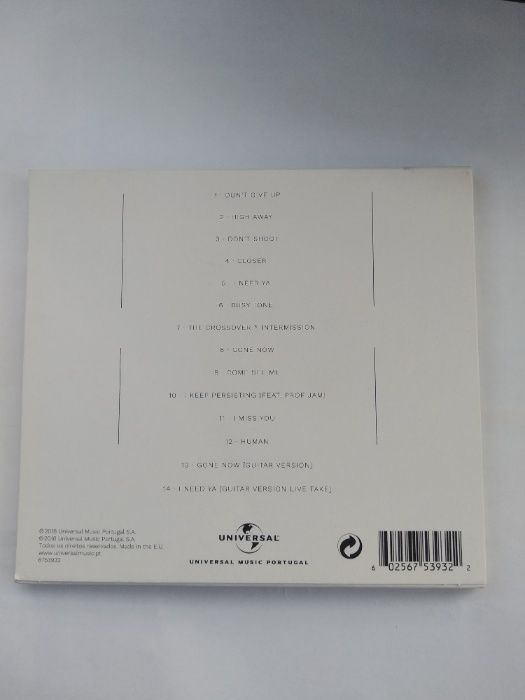 1 - DON'T GIVE UP
2 - HIGH AWAY
3 - DON'T SHOOT
4 - CLOSER
5 - I NEED YA
6 - BUSY TONE
7 - THE CROSSOVER * INTERMISSION
8 - GONE NOW
9 - COME SEE ME
10 - I KEEP PERSISTING (FEAT. PROF JAM)
11 - I MISS YOU
12 - HUMAN
13 - GONE NOW [GUITAR VERSION]
14 - I NEED YA [GUITAR VERSION LIVE TAKE]
℗2018 Universal Music Portugal S.A.
©2018 Universal Music Portugal S.A.
Todos os direitos reservados. Made in the E.U.
www.universalmusic.pt
6753932
UNIVERSAL
UNIVERSAL MUSIC PORTUGAL
6 02567 53932 2